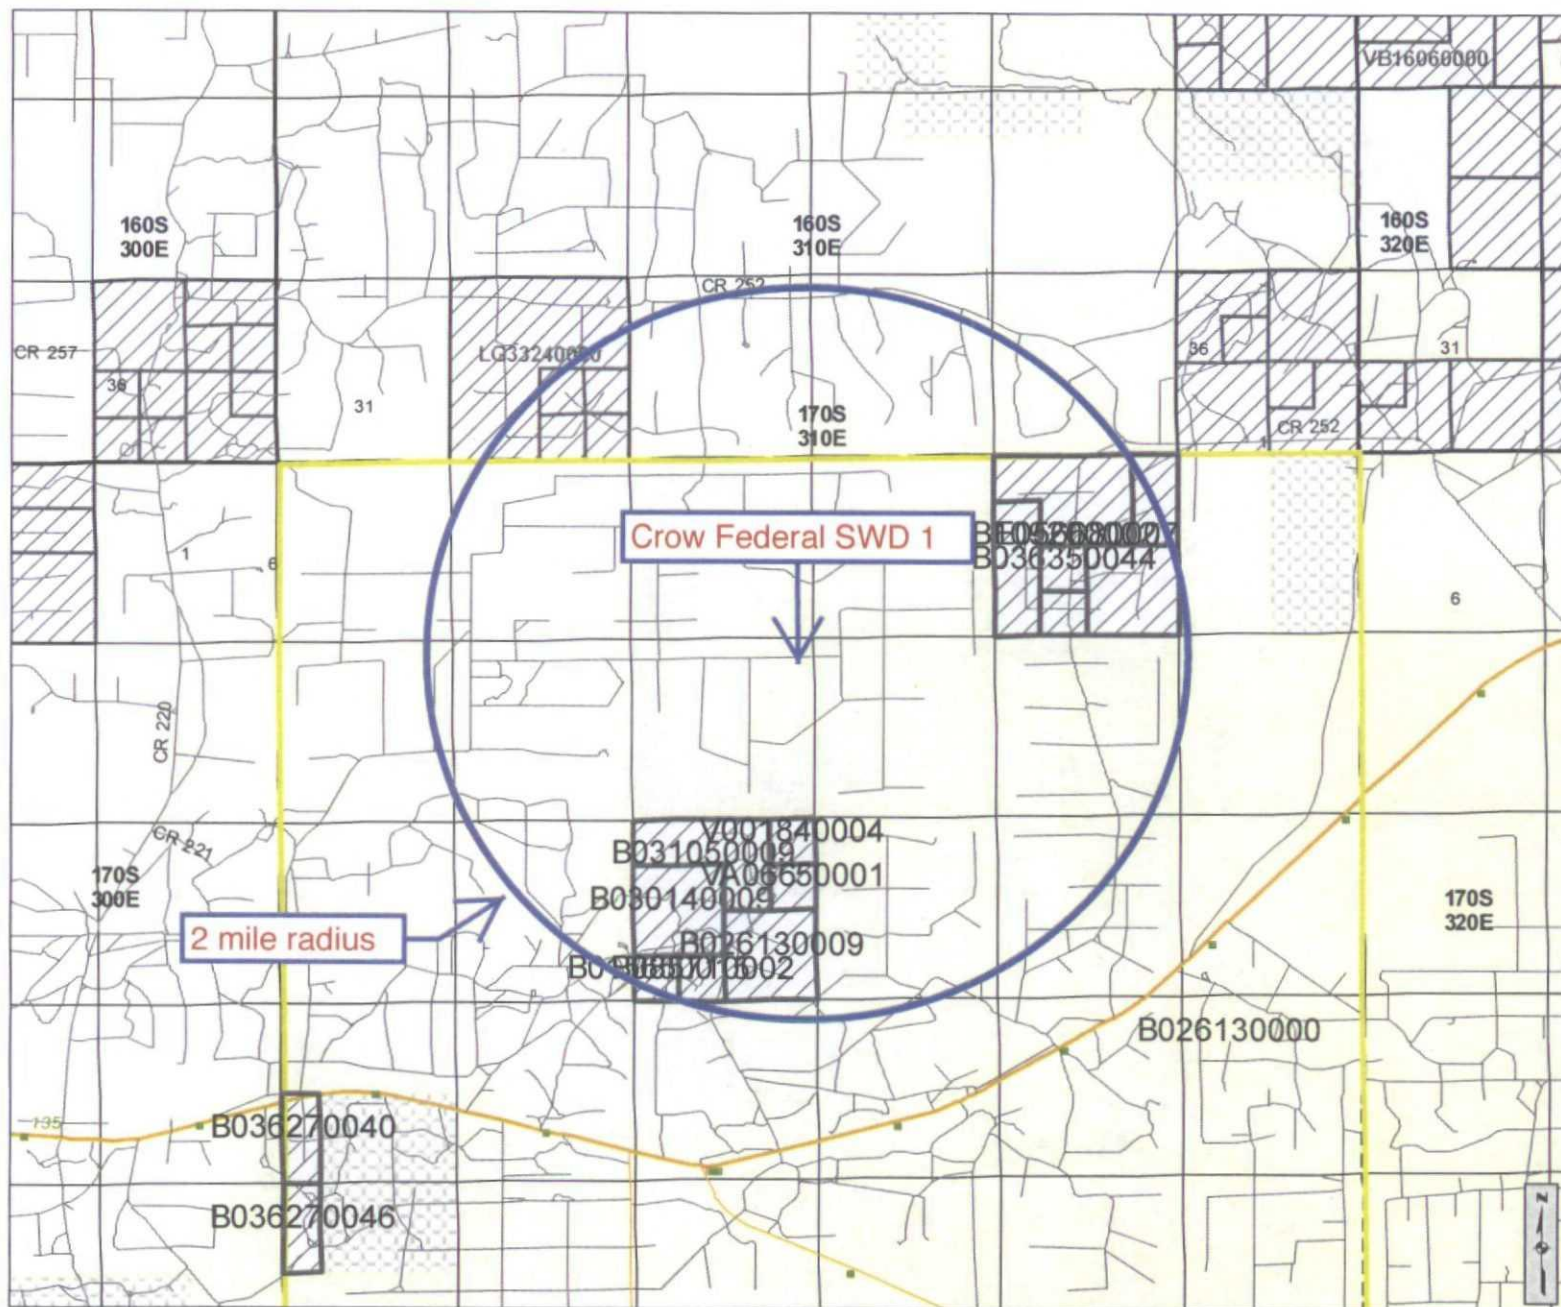 VB16060000
160S
300E
160S
310E
160S
320E
CR 252
CR 257
LG33240000
36
31
31
36
170S
310E
CR 252
1
Crow Federal SWD 1
B036350044
1
6
6
CR 220
V001840004
B031050009
VA06650001
CR 221
170S
300E
B030140009
170S
320E
2 mile radius
B026130009
B026130000
135
B036270040
B036270046
N